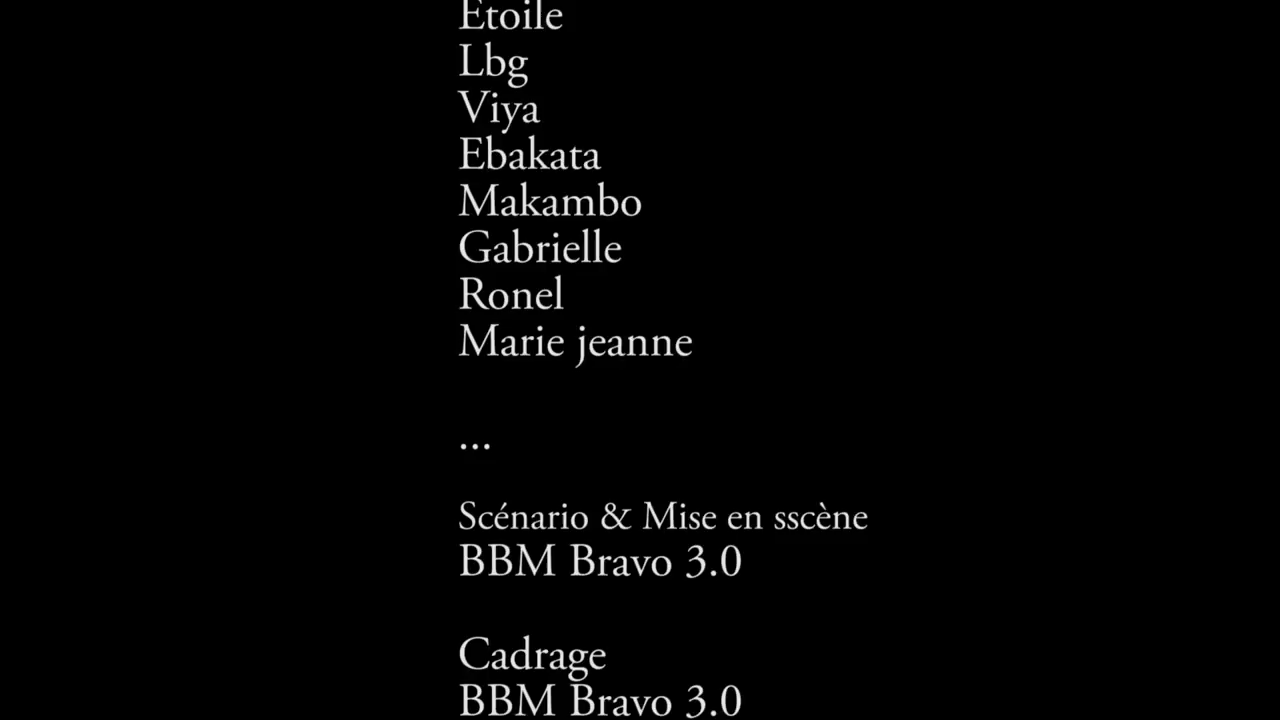 Etoile
Lbg
Viya
Ebakata
Makambo
Gabrielle
Ronel
Marie jeanne
...
Scénario & Mise en sscène
BBM Bravo 3.0
Cadrage
BBM Bravo 3.0